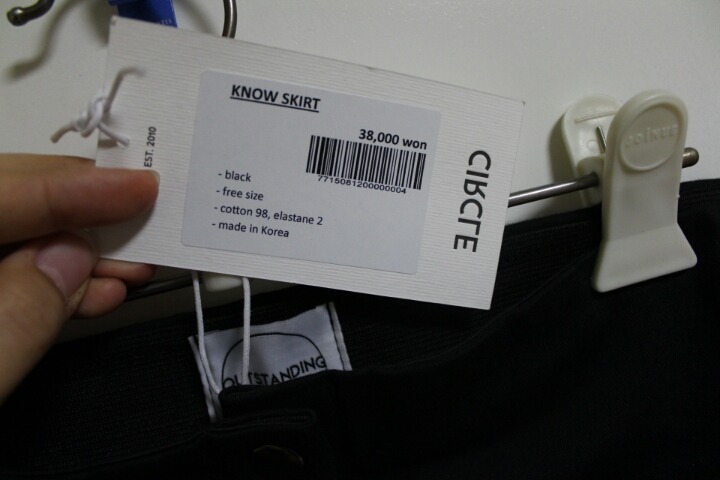 KNOW SKIRT
38,000 won
7715081200000004
- black
- free size
- cotton 98, elastane 2
- made in Korea
EST. 2010
CIRCLE
OUTSTANDING
JOINUS